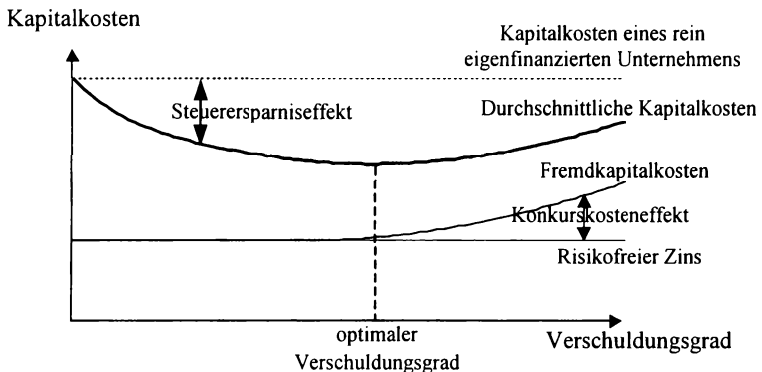 Kapitalkosten
Kapitalkosten eines rein
eigenfinanzierten Unternehmens
Steuerersparniseffekt
Durchschnittliche Kapitalkosten
Fremdkapitalkosten
Konkurskosteneffekt
Risikofreier Zins
optimaler
Verschuldungsgrad
Verschuldungsgrad